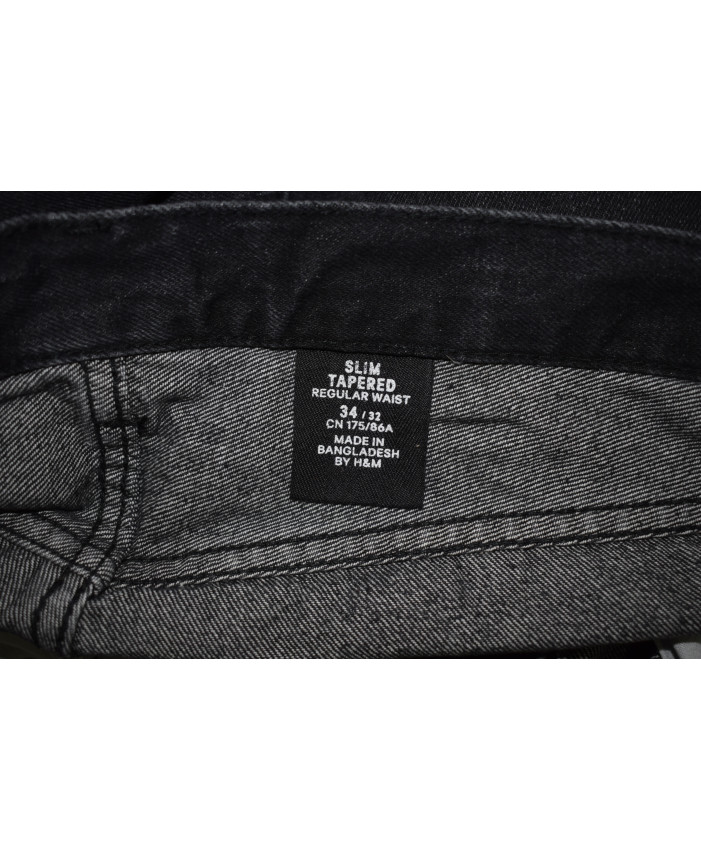 SLIM
TAPERED
REGULAR WAIST
34 / 32
CN 175/86A
MADE IN
BANGLADESH
BY H&M